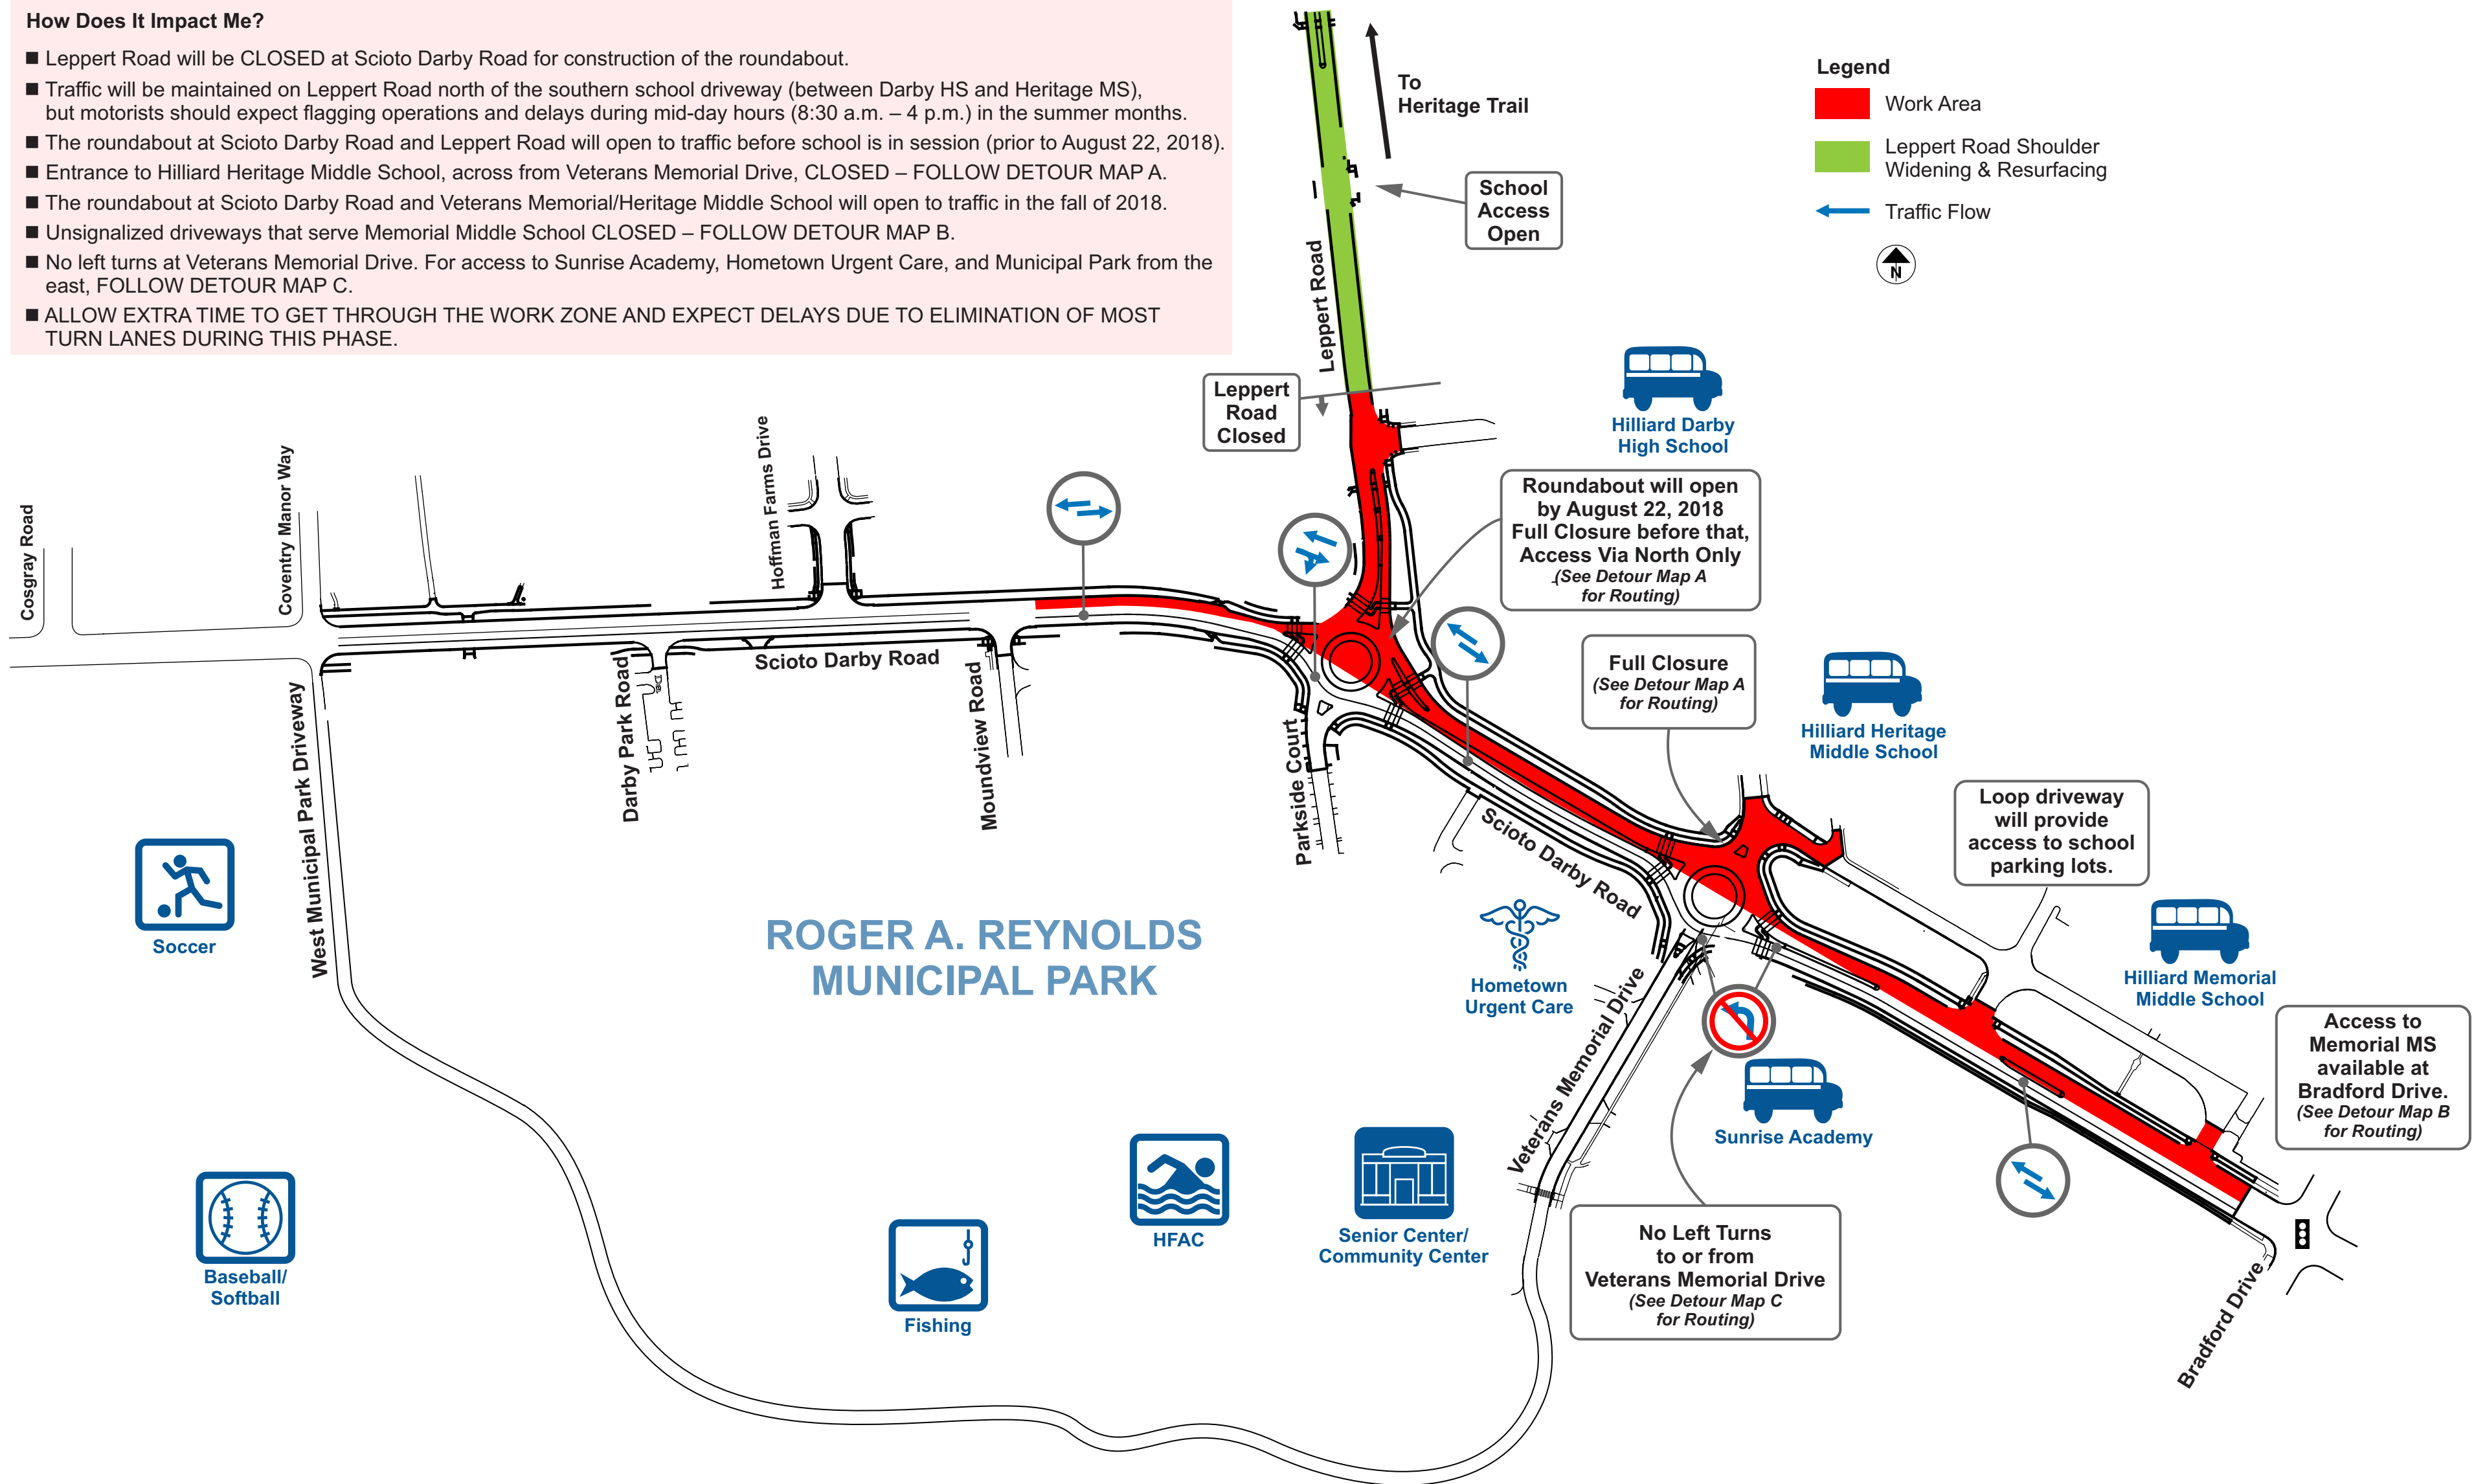 How Does It Impact Me?
■ Leppert Road will be CLOSED at Scioto Darby Road for construction of the roundabout.
■ Traffic will be maintained on Leppert Road north of the southern school driveway (between Darby HS and Heritage MS),
but motorists should expect flagging operations and delays during mid-day hours (8:30 a.m. – 4 p.m.) in the summer months.
■ The roundabout at Scioto Darby Road and Leppert Road will open to traffic before school is in session (prior to August 22, 2018).
■ Entrance to Hilliard Heritage Middle School, across from Veterans Memorial Drive, CLOSED – FOLLOW DETOUR MAP A.
■ The roundabout at Scioto Darby Road and Veterans Memorial/Heritage Middle School will open to traffic in the fall of 2018.
■ Unsignalized driveways that serve Memorial Middle School CLOSED – FOLLOW DETOUR MAP B.
■ No left turns at Veterans Memorial Drive. For access to Sunrise Academy, Hometown Urgent Care, and Municipal Park from the
east, FOLLOW DETOUR MAP C.
■ ALLOW EXTRA TIME TO GET THROUGH THE WORK ZONE AND EXPECT DELAYS DUE TO ELIMINATION OF MOST
TURN LANES DURING THIS PHASE.
To
Heritage Trail
Legend
Work Area
Leppert Road Shoulder
Widening & Resurfacing
Traffic Flow
N
School
Access
Open
Leppert Road
Leppert
Road
Closed
Hilliard Darby
High School
Roundabout will open
by August 22, 2018
Full Closure before that,
Access Via North Only
(See Detour Map A
for Routing)
Cosgray Road
Coventry Manor Way
Hoffman Farms Drive
Full Closure
(See Detour Map A
for Routing)
Hilliard Heritage
Middle School
Scioto Darby Road
West Municipal Park Driveway
Darby Park Road
Moundview Road
Parkside Court
Scioto Darby Road
Loop driveway
will provide
access to school
parking lots.
Soccer
ROGER A. REYNOLDS
MUNICIPAL PARK
Hometown
Urgent Care
Veterans Memorial Drive
Hilliard Memorial
Middle School
Access to
Memorial MS
available at
Bradford Drive.
(See Detour Map B
for Routing)
Sunrise Academy
Baseball/
Softball
Fishing
HFAC
Senior Center/
Community Center
No Left Turns
to or from
Veterans Memorial Drive
(See Detour Map C
for Routing)
Bradford Drive